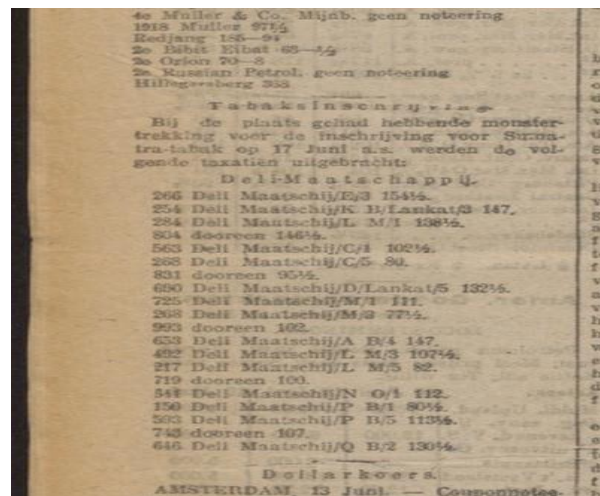 4e Muller & Co. Mijnb. geen noteering
1918 Muller 97½
Redjang 185—94
2e Bibit Eibat 63—½
2e Orion 70—8
2e Russian Petrol. geen noteering
Hillegersberg 353
Tabaksinschrijving.
Bij de plaats gehad hebbende monster-
trekking voor de inschrijving voor Suma-
tra-tabak op 17 Juni a.s. werden de vol-
gende taxatiën uitgebracht:
Deli-Maatschappij.
266 Deli Maatschij/E/3 154½.
254 Deli Maatschij/K B/Lankat/3 147.
284 Deli Maatschij/L M/1 138½.
804 dooreen 146½.
563 Deli Maatschij/C/1 102½.
268 Deli Maatschij/C/5 80.
831 dooreen 95½.
690 Deli Maatschij/D/Lankat/5 132½.
725 Deli Maatschij/M/1 111.
268 Deli Maatschij/M/3 77½.
993 dooreen 102.
653 Deli Maatschij/A B/4 147.
492 Deli Maatschij/L M/3 107½.
217 Deli Maatschij/L M/5 82.
719 dooreen 100.
541 Deli Maatschij/N O/1 112.
150 Deli Maatschij/P B/1 80½.
593 Deli Maatschij/P B/5 113½.
743 dooreen 107.
646 Deli Maatschij/Q B/2 130½.
Dollarkoers.
AMSTERDAM, 13 Juni. — Couponnotee-